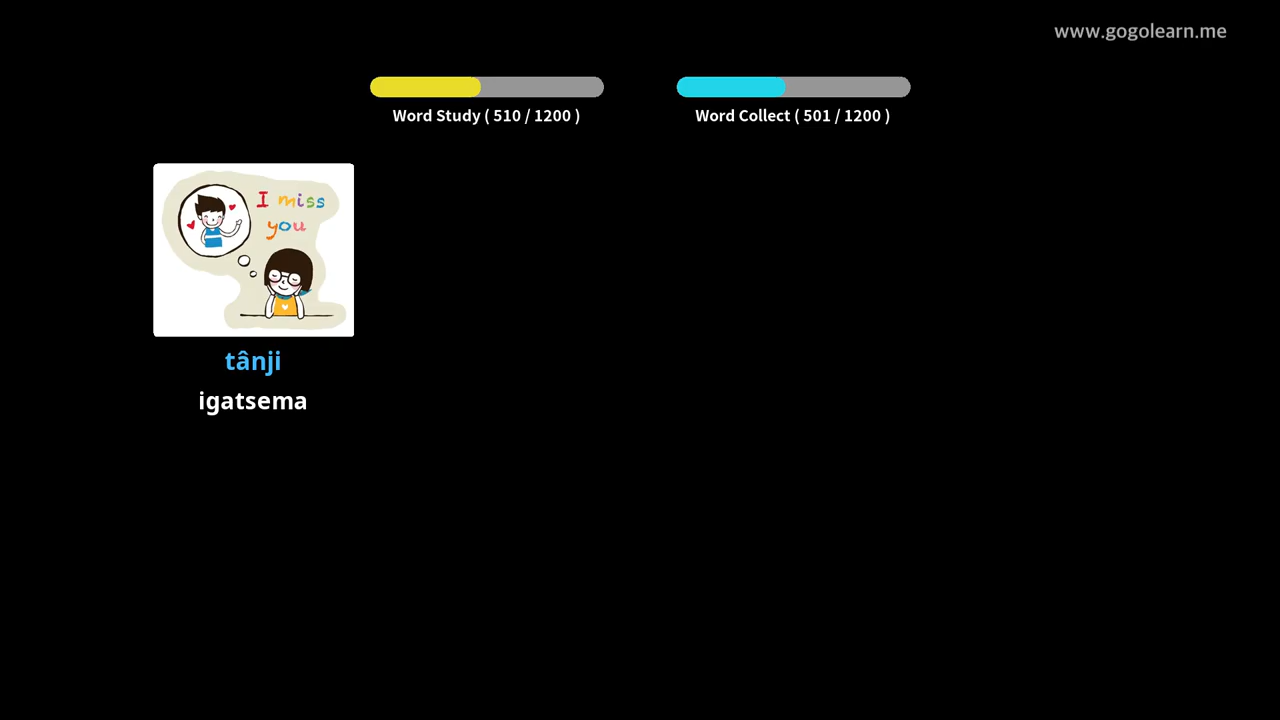 www.gogolearn.me
Word Study ( 510 / 1200 )
Word Collect ( 501 / 1200 )
I miss
you
tânji
igatsema